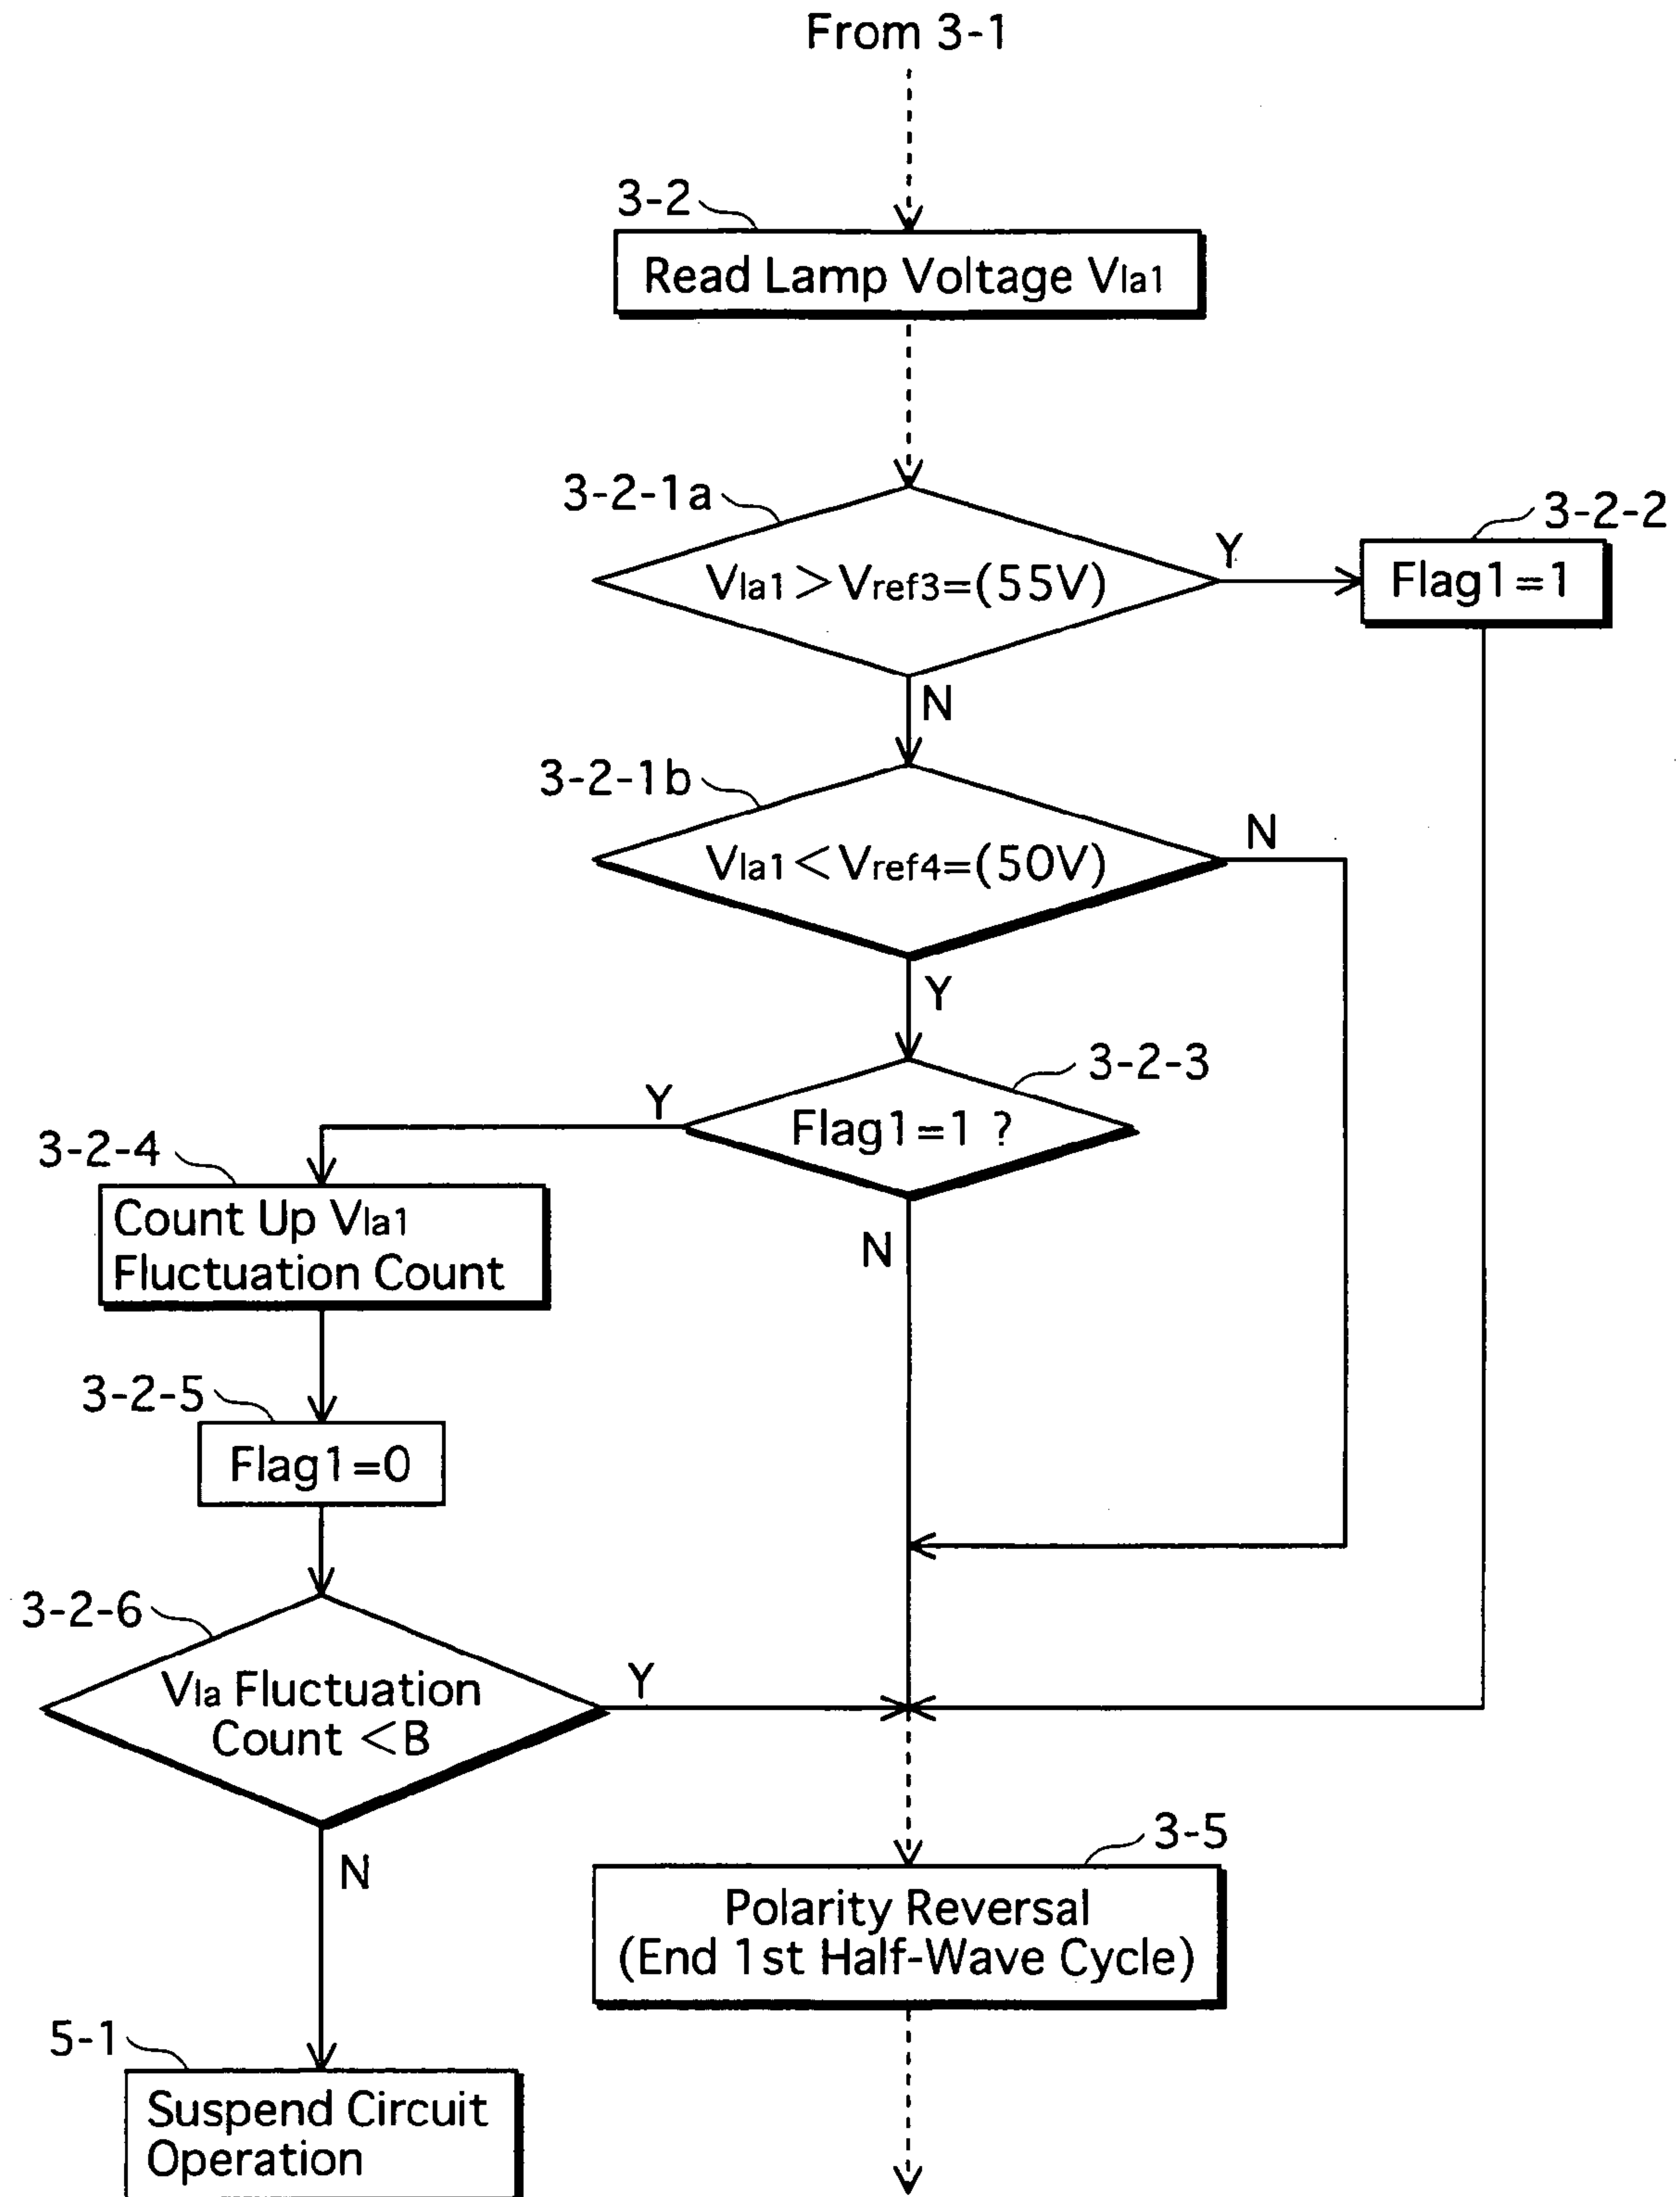 From 3-1
3-2
Read Lamp Voltage Vla1
3-2-1a
Vla1>Vref3=(55V)
Y
3-2-2
Flag1=1
N
3-2-1b
Vla1<Vref4=(50V)
N
Y
3-2-3
Flag1=1 ?
Y
3-2-4
Count Up Vla1
Fluctuation Count
N
3-2-5
Flag1=0
3-2-6
Vla Fluctuation
Count <B
Y
N
3-5
Polarity Reversal
(End 1st Half-Wave Cycle)
5-1
Suspend Circuit
Operation